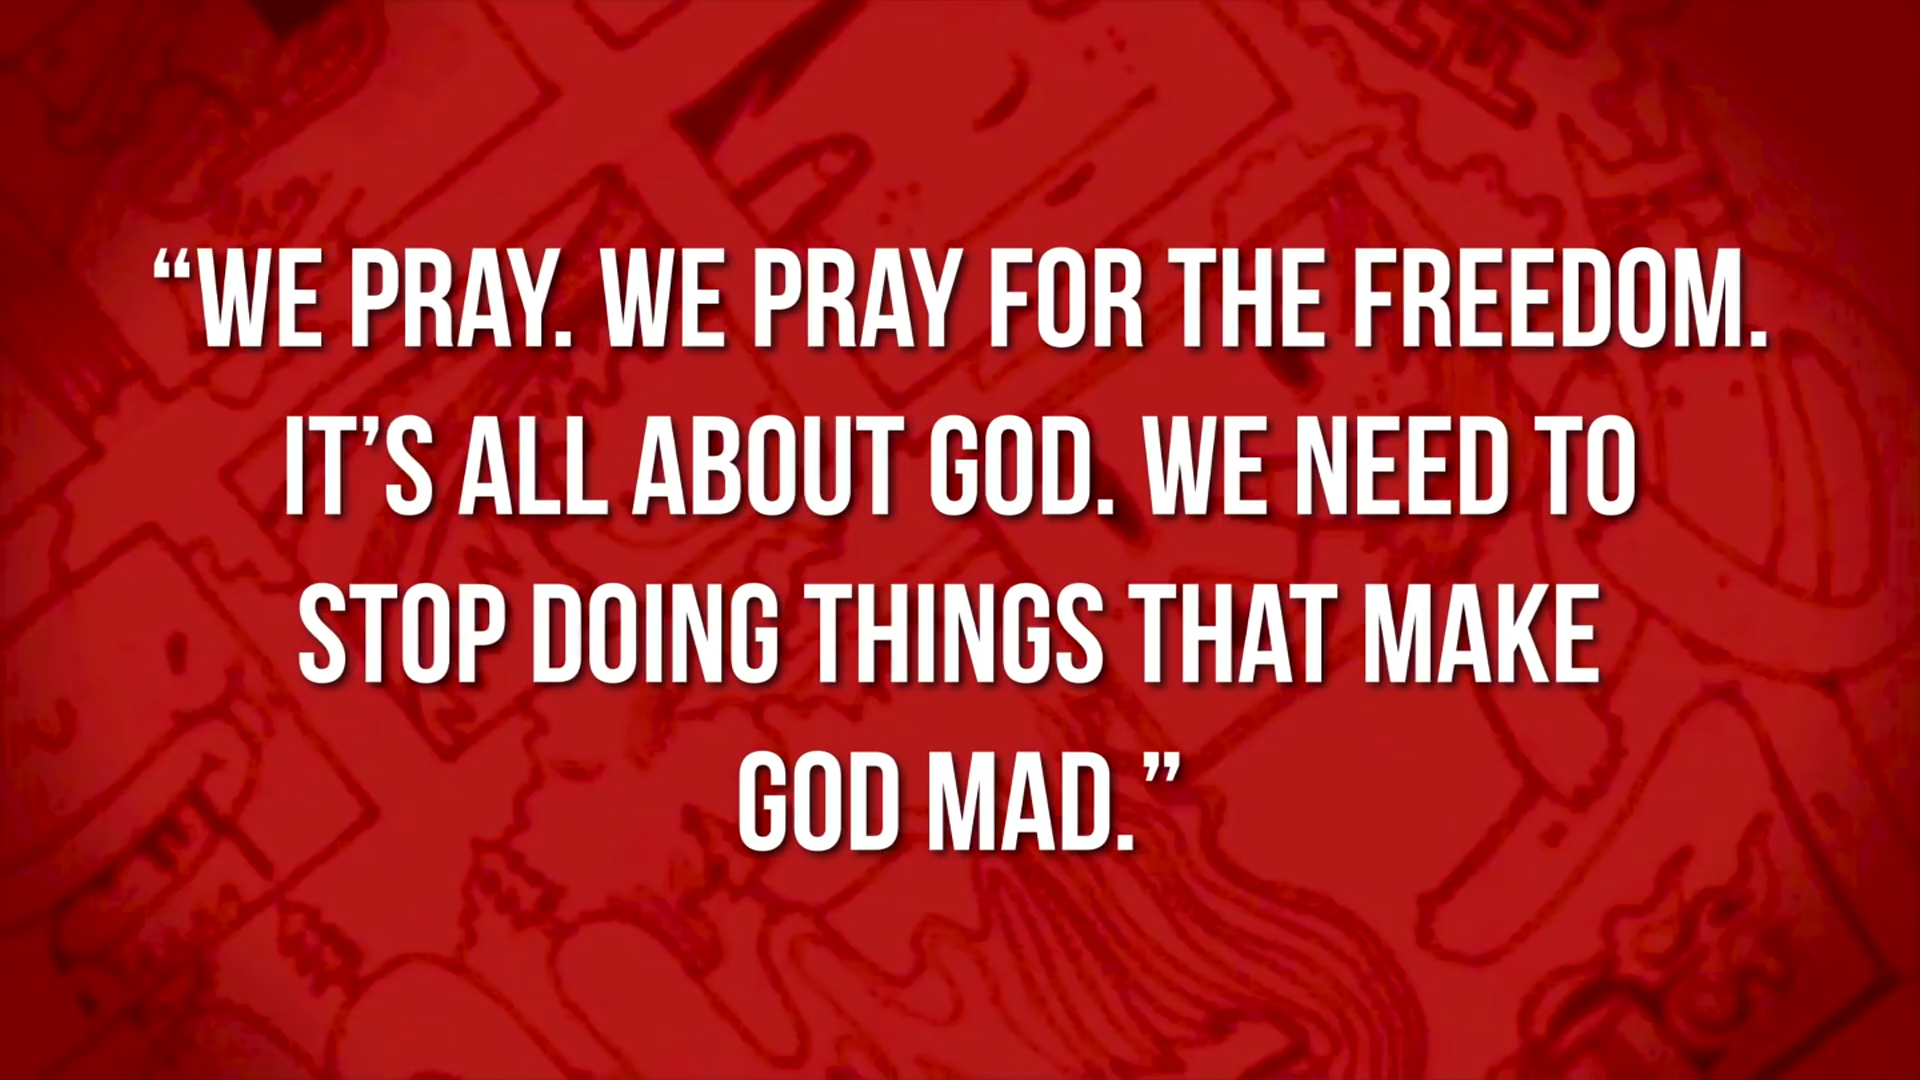 “WE PRAY. WE PRAY FOR THE FREEDOM.
IT’S ALL ABOUT GOD. WE NEED TO
STOP DOING THINGS THAT MAKE
GOD MAD.”